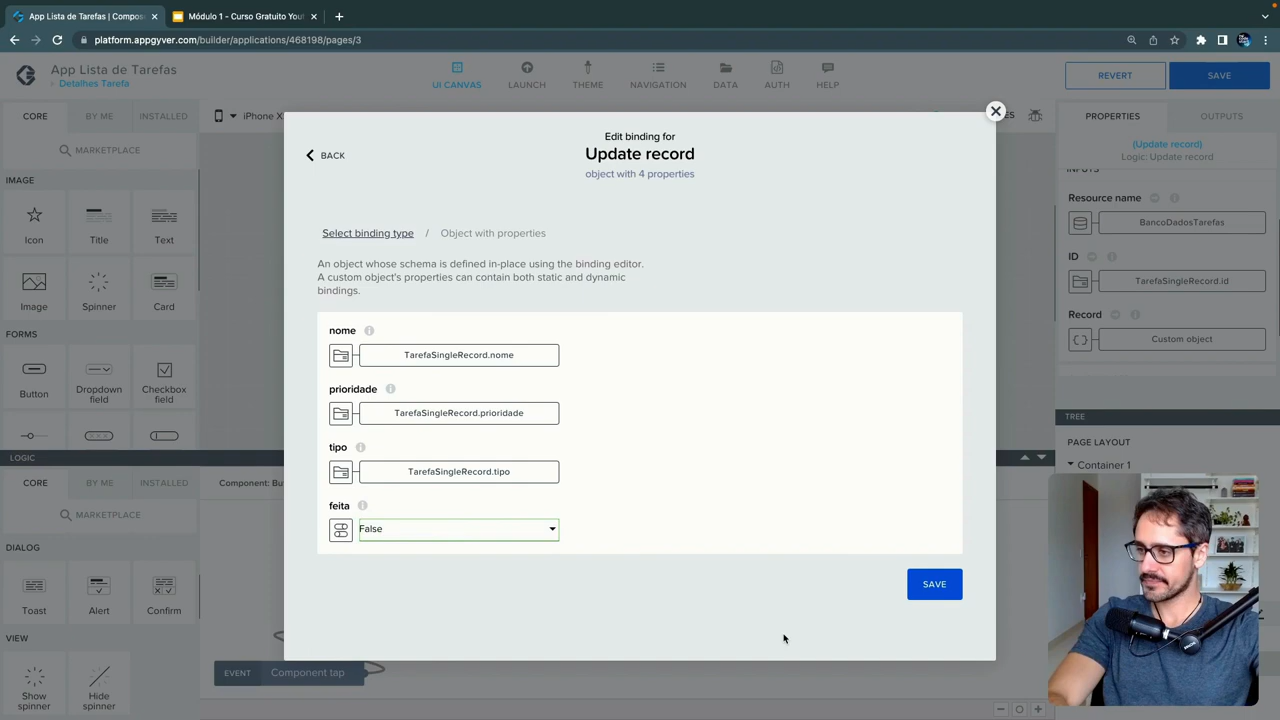 App Lista de Tarefas | Compos
Módulo 1 - Curso Gratuito Yout
platform.appgyver.com/builder/applications/468198/pages/3
App Lista de Tarefas
Detalhes Tarefa
UI CANVAS
LAUNCH
THEME
NAVIGATION
DATA
AUTH
HELP
REVERT
SAVE
CORE
BY ME
INSTALLED
iPhone X
PROPERTIES
OUTPUTS
MARKETPLACE
(Update record)
Logic: Update record
INPUTS
IMAGE
Icon
Title
Text
Image
Spinner
Card
FORMS
Button
Dropdown
field
Checkbox
field
Resource name
BancoDadosTarefas
ID
TarefaSingleRecord.id
Record
Custom object
TREE
PAGE LAYOUT
Container 1
BACK
Edit binding for
Update record
object with 4 properties
Select binding type / Object with properties
An object whose schema is defined in-place using the binding editor.
A custom object's properties can contain both static and dynamic
bindings.
nome
TarefaSingleRecord.nome
prioridade
TarefaSingleRecord.prioridade
tipo
TarefaSingleRecord.tipo
feita
False
SAVE
LOGIC
CORE
BY ME
INSTALLED
Component: Bu
MARKETPLACE
DIALOG
Toast
Alert
Confirm
VIEW
Show
spinner
Hide
spinner
EVENT
Component tap